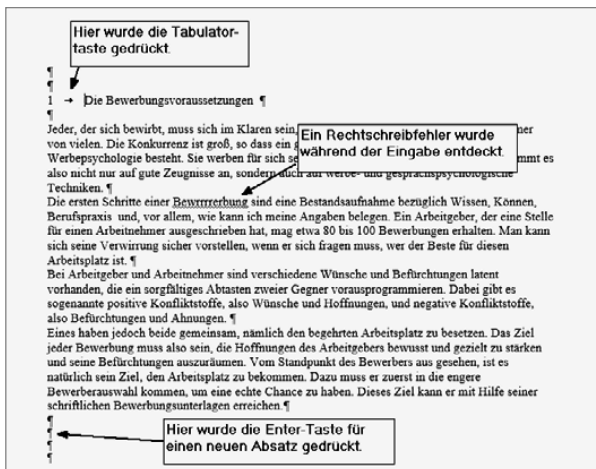 Hier wurde die Tabulator-
taste gedrückt.
¶
¶
1 → Die Bewerbungsvoraussetzungen ¶
¶
Jeder, der sich bewirbt, muss sich im Klaren sein, ner
von vielen. Die Konkurrenz ist groß, so dass ein
Ein Rechtschreibfehler wurde
während der Eingabe entdeckt.
Werbepsychologie besteht. Sie werben für sich se mmt es
also nicht nur auf gute Zeugnisse an, sondern auch auf werbe- und gesprächspsychologische
Techniken. ¶
Die ersten Schritte einer Bewrrrrerbung sind eine Bestandsaufnahme bezüglich Wissen, Können,
Berufspraxis und, vor allem, wie kann ich meine Angaben belegen. Ein Arbeitgeber, der eine Stelle
für einen Arbeitnehmer ausgeschrieben hat, mag etwa 80 bis 100 Bewerbungen erhalten. Man kann
sich seine Verwirrung sicher vorstellen, wenn er sich fragen muss, wer der Beste für diesen
Arbeitsplatz ist. ¶
Bei Arbeitgeber und Arbeitnehmer sind verschiedene Wünsche und Befürchtungen latent
vorhanden, die ein sorgfältiges Abtasten zweier Gegner vorausprogrammieren. Dabei gibt es
sogenannte positive Konfliktstoffe, also Wünsche und Hoffnungen, und negative Konfliktstoffe,
also Befürchtungen und Ahnungen. ¶
Eines haben jedoch beide gemeinsam, nämlich den begehrten Arbeitsplatz zu besetzen. Das Ziel
jeder Bewerbung muss also sein, die Hoffnungen des Arbeitgebers bewusst und gezielt zu stärken
und seine Befürchtungen auszuräumen. Vom Standpunkt des Bewerbers aus gesehen, ist es
natürlich sein Ziel, den Arbeitsplatz zu bekommen. Dazu muss er zuerst in die engere
Bewerberauswahl kommen, um eine echte Chance zu haben. Dieses Ziel kann er mit Hilfe seiner
schriftlichen Bewerbungsunterlagen erreichen.¶
¶
¶
¶
¶
Hier wurde die Enter-Taste für
einen neuen Absatz gedrückt.